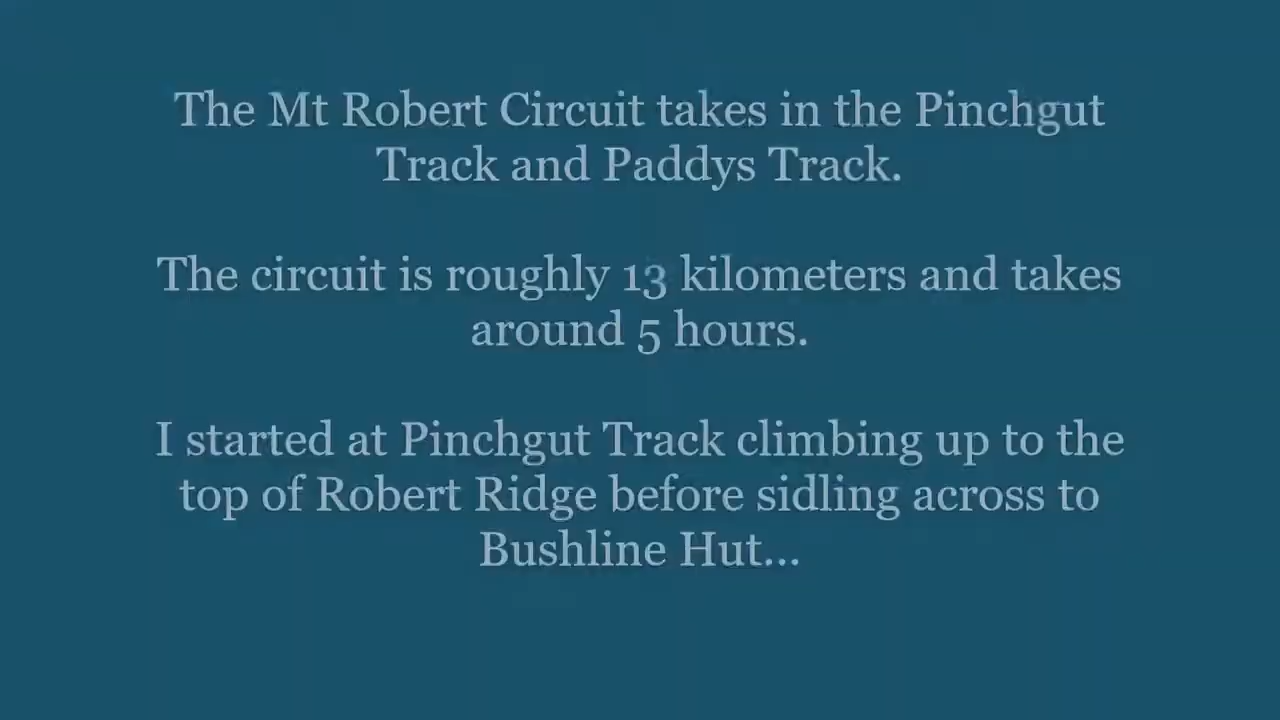 The Mt Robert Circuit takes in the Pinchgut
Track and Paddys Track.
The circuit is roughly 13 kilometers and takes
around 5 hours.
I started at Pinchgut Track climbing up to the
top of Robert Ridge before sidling across to
Bushline Hut...